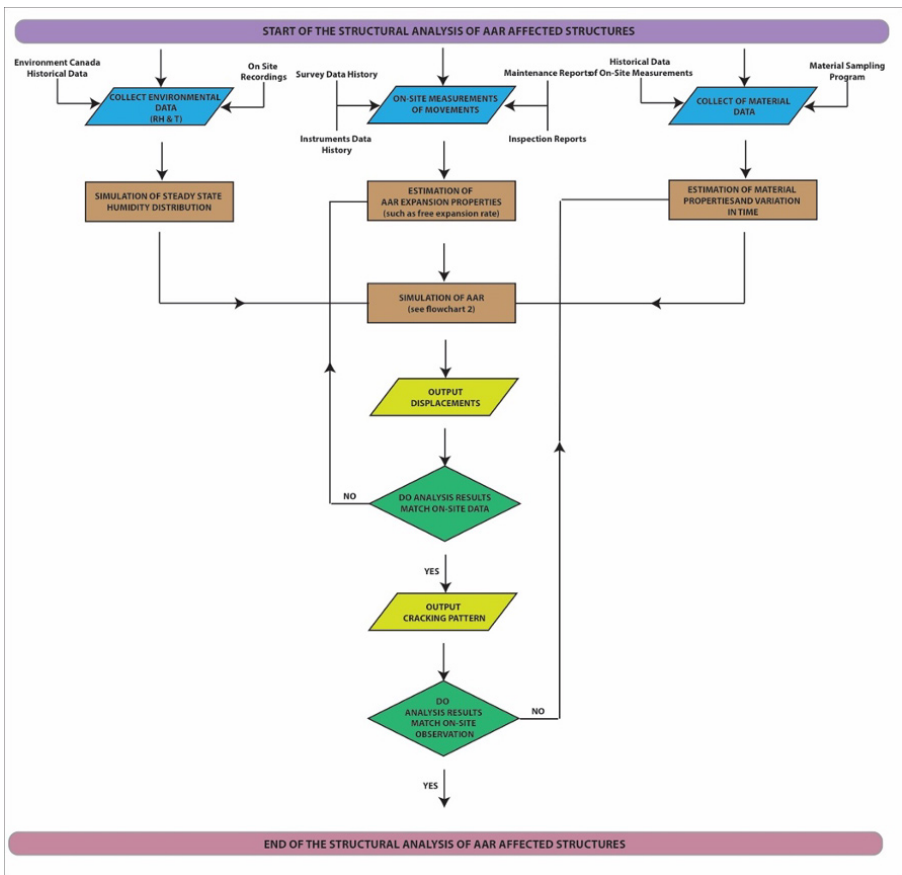 START OF THE STRUCTURAL ANALYSIS OF AAR AFFECTED STRUCTURES
Environment Canada
Historical Data
On Site
Recordings
COLLECT ENVIRONMENTAL
DATA
(RH & T)
Survey Data History
Instruments Data
History
ON-SITE MEASUREMENTS
OF MOVEMENTS
Maintenance Reports
Inspection Reports
Historical Data
of On-Site Measurements
Material Sampling
Program
COLLECT OF MATERIAL
DATA
SIMULATION OF STEADY STATE
HUMIDITY DISTRIBUTION
ESTIMATION OF
AAR EXPANSION PROPERTIES
(such as free expansion rate)
ESTIMATION OF MATERIAL
PROPERTIESAND VARIATION
IN TIME
SIMULATION OF AAR
(see flowchart 2)
OUTPUT
DISPLACEMENTS
NO
DO ANALYSIS RESULTS
MATCH ON-SITE DATA
YES
OUTPUT
CRACKING PATTERN
DO
ANALYSIS RESULTS
MATCH ON-SITE
OBSERVATION
NO
YES
END OF THE STRUCTURAL ANALYSIS OF AAR AFFECTED STRUCTURES